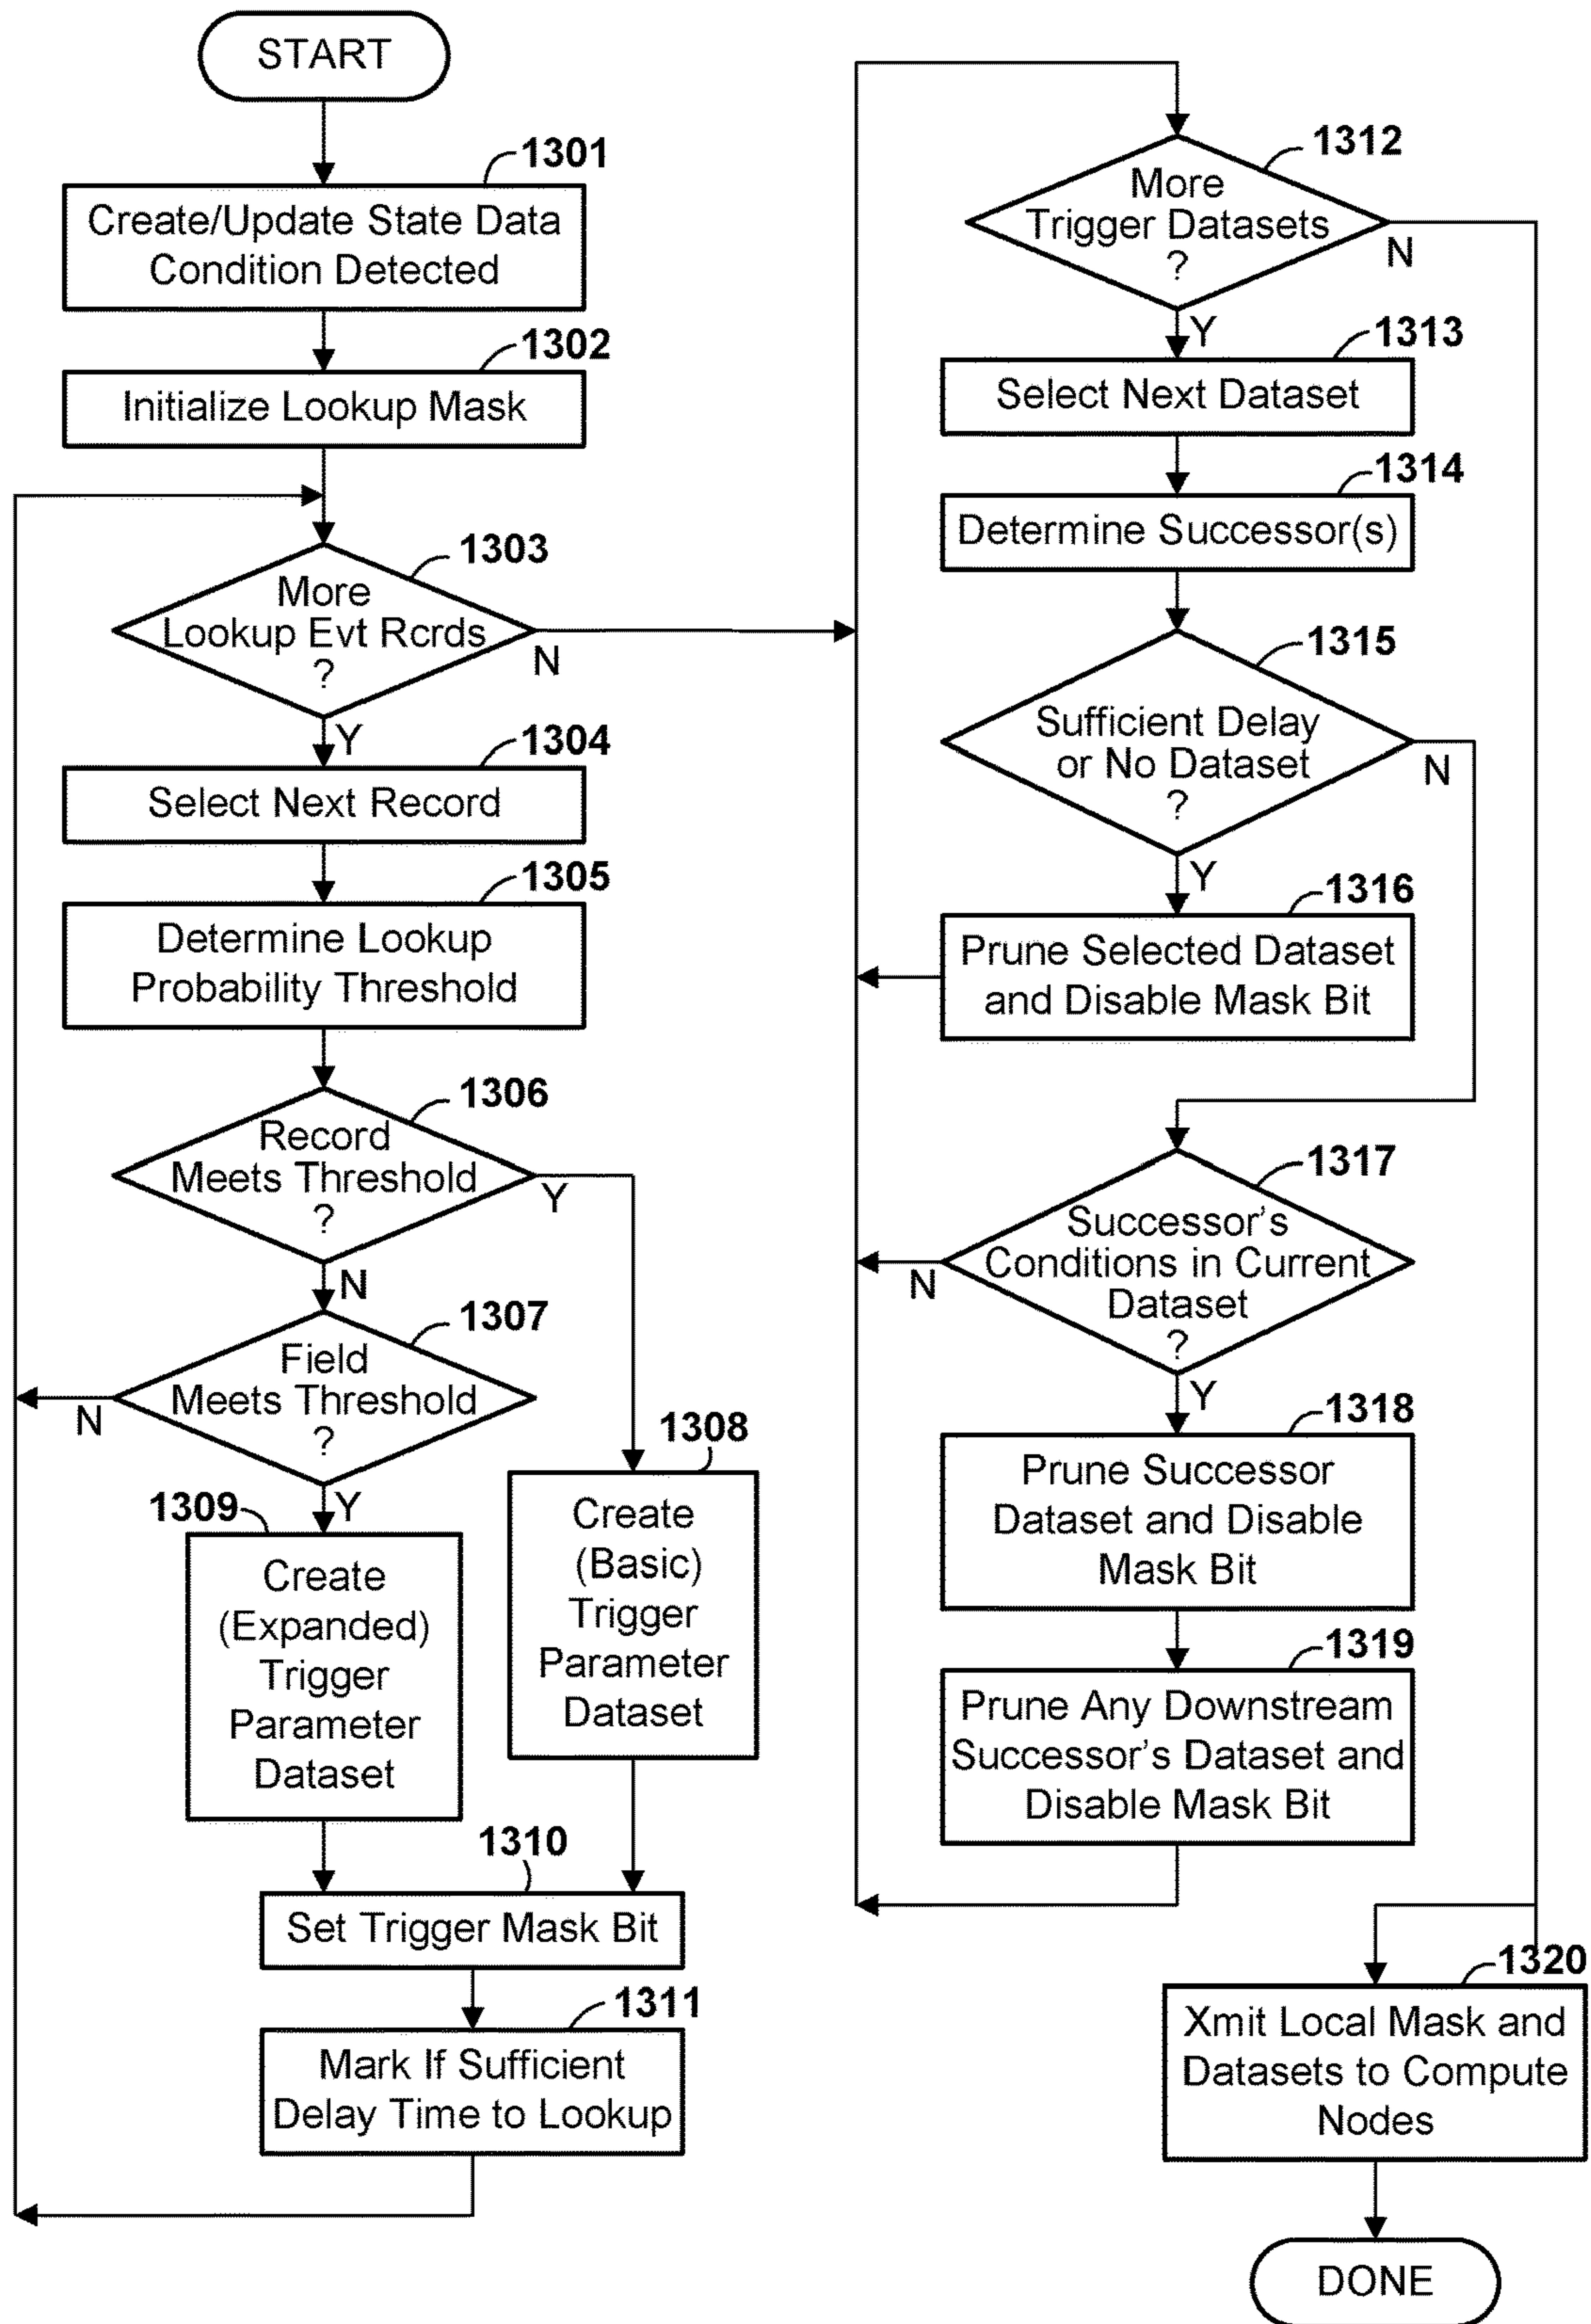 START
1301
Create/Update State Data
Condition Detected
1302
Initialize Lookup Mask
1303
More
Lookup Evt Rcrds
?
N
Y
1304
Select Next Record
1305
Determine Lookup
Probability Threshold
1306
Record
Meets Threshold
?
Y
N
1307
Field
Meets Threshold
?
N
Y
1308
Create
(Basic)
Trigger
Parameter
Dataset
1309
Create
(Expanded)
Trigger
Parameter
Dataset
1310
Set Trigger Mask Bit
1311
Mark If Sufficient
Delay Time to Lookup
1312
More
Trigger Datasets
?
N
Y
1313
Select Next Dataset
1314
Determine Successor(s)
1315
Sufficient Delay
or No Dataset
?
N
Y
1316
Prune Selected Dataset
and Disable Mask Bit
1317
Successor's
Conditions in Current
Dataset
?
N
Y
1318
Prune Successor
Dataset and Disable
Mask Bit
1319
Prune Any Downstream
Successor's Dataset and
Disable Mask Bit
1320
Xmit Local Mask and
Datasets to Compute
Nodes
DONE